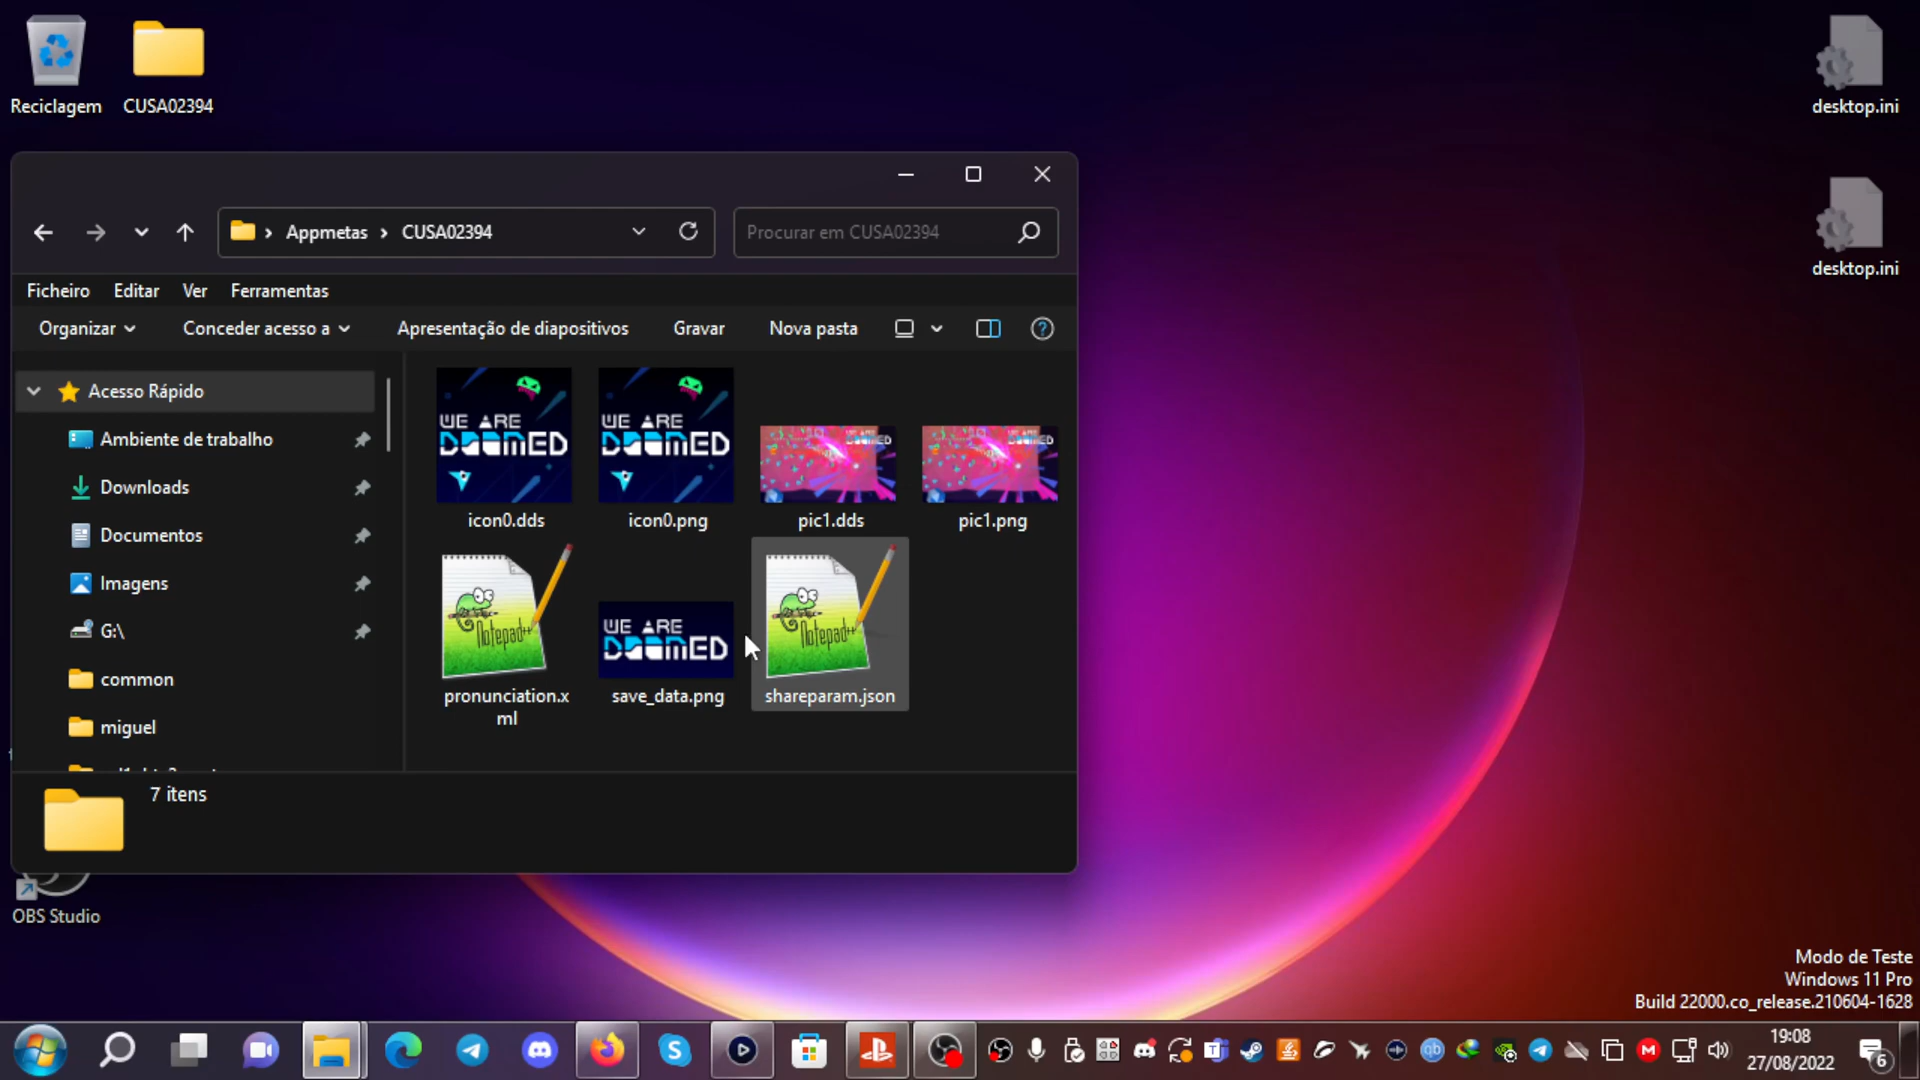 Reciclagem
CUSA02394
desktop.ini
desktop.ini
Appmetas
CUSA02394
Procurar em CUSA02394
Ficheiro
Editar
Ver
Ferramentas
Organizar
Conceder acesso a
Apresentação de diapositivos
Gravar
Nova pasta
Acesso Rápido
Ambiente de trabalho
Downloads
Documentos
Imagens
G:\
common
miguel
WE ARE
DOOMED
icon0.dds
WE ARE
DOOMED
icon0.png
pic1.dds
pic1.png
Notepad++
pronunciation.x
ml
WE ARE
DOOMED
save_data.png
Notepad++
shareparam.json
7 itens
OBS Studio
Modo de Teste
Windows 11 Pro
Build 22000.co_release.210604-1628
19:08
27/08/2022
6